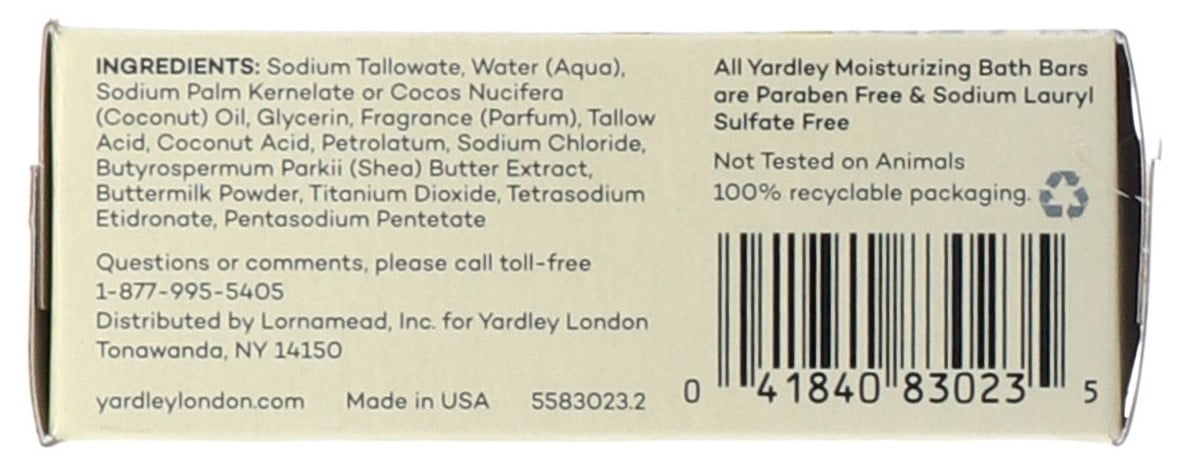 INGREDIENTS: Sodium Tallowate, Water (Aqua),
Sodium Palm Kernelate or Cocos Nucifera
(Coconut) Oil, Glycerin, Fragrance (Parfum), Tallow
Acid, Coconut Acid, Petrolatum, Sodium Chloride,
Butyrospermum Parkii (Shea) Butter Extract,
Buttermilk Powder, Titanium Dioxide, Tetrasodium
Etidronate, Pentasodium Pentetate
Questions or comments, please call toll-free
1-877-995-5405
Distributed by Lornamead, Inc. for Yardley London
Tonawanda, NY 14150
yardleylondon.com Made in USA 5583023.2
All Yardley Moisturizing Bath Bars
are Paraben Free & Sodium Lauryl
Sulfate Free
Not Tested on Animals
100% recyclable packaging.
0 41840 83023 5